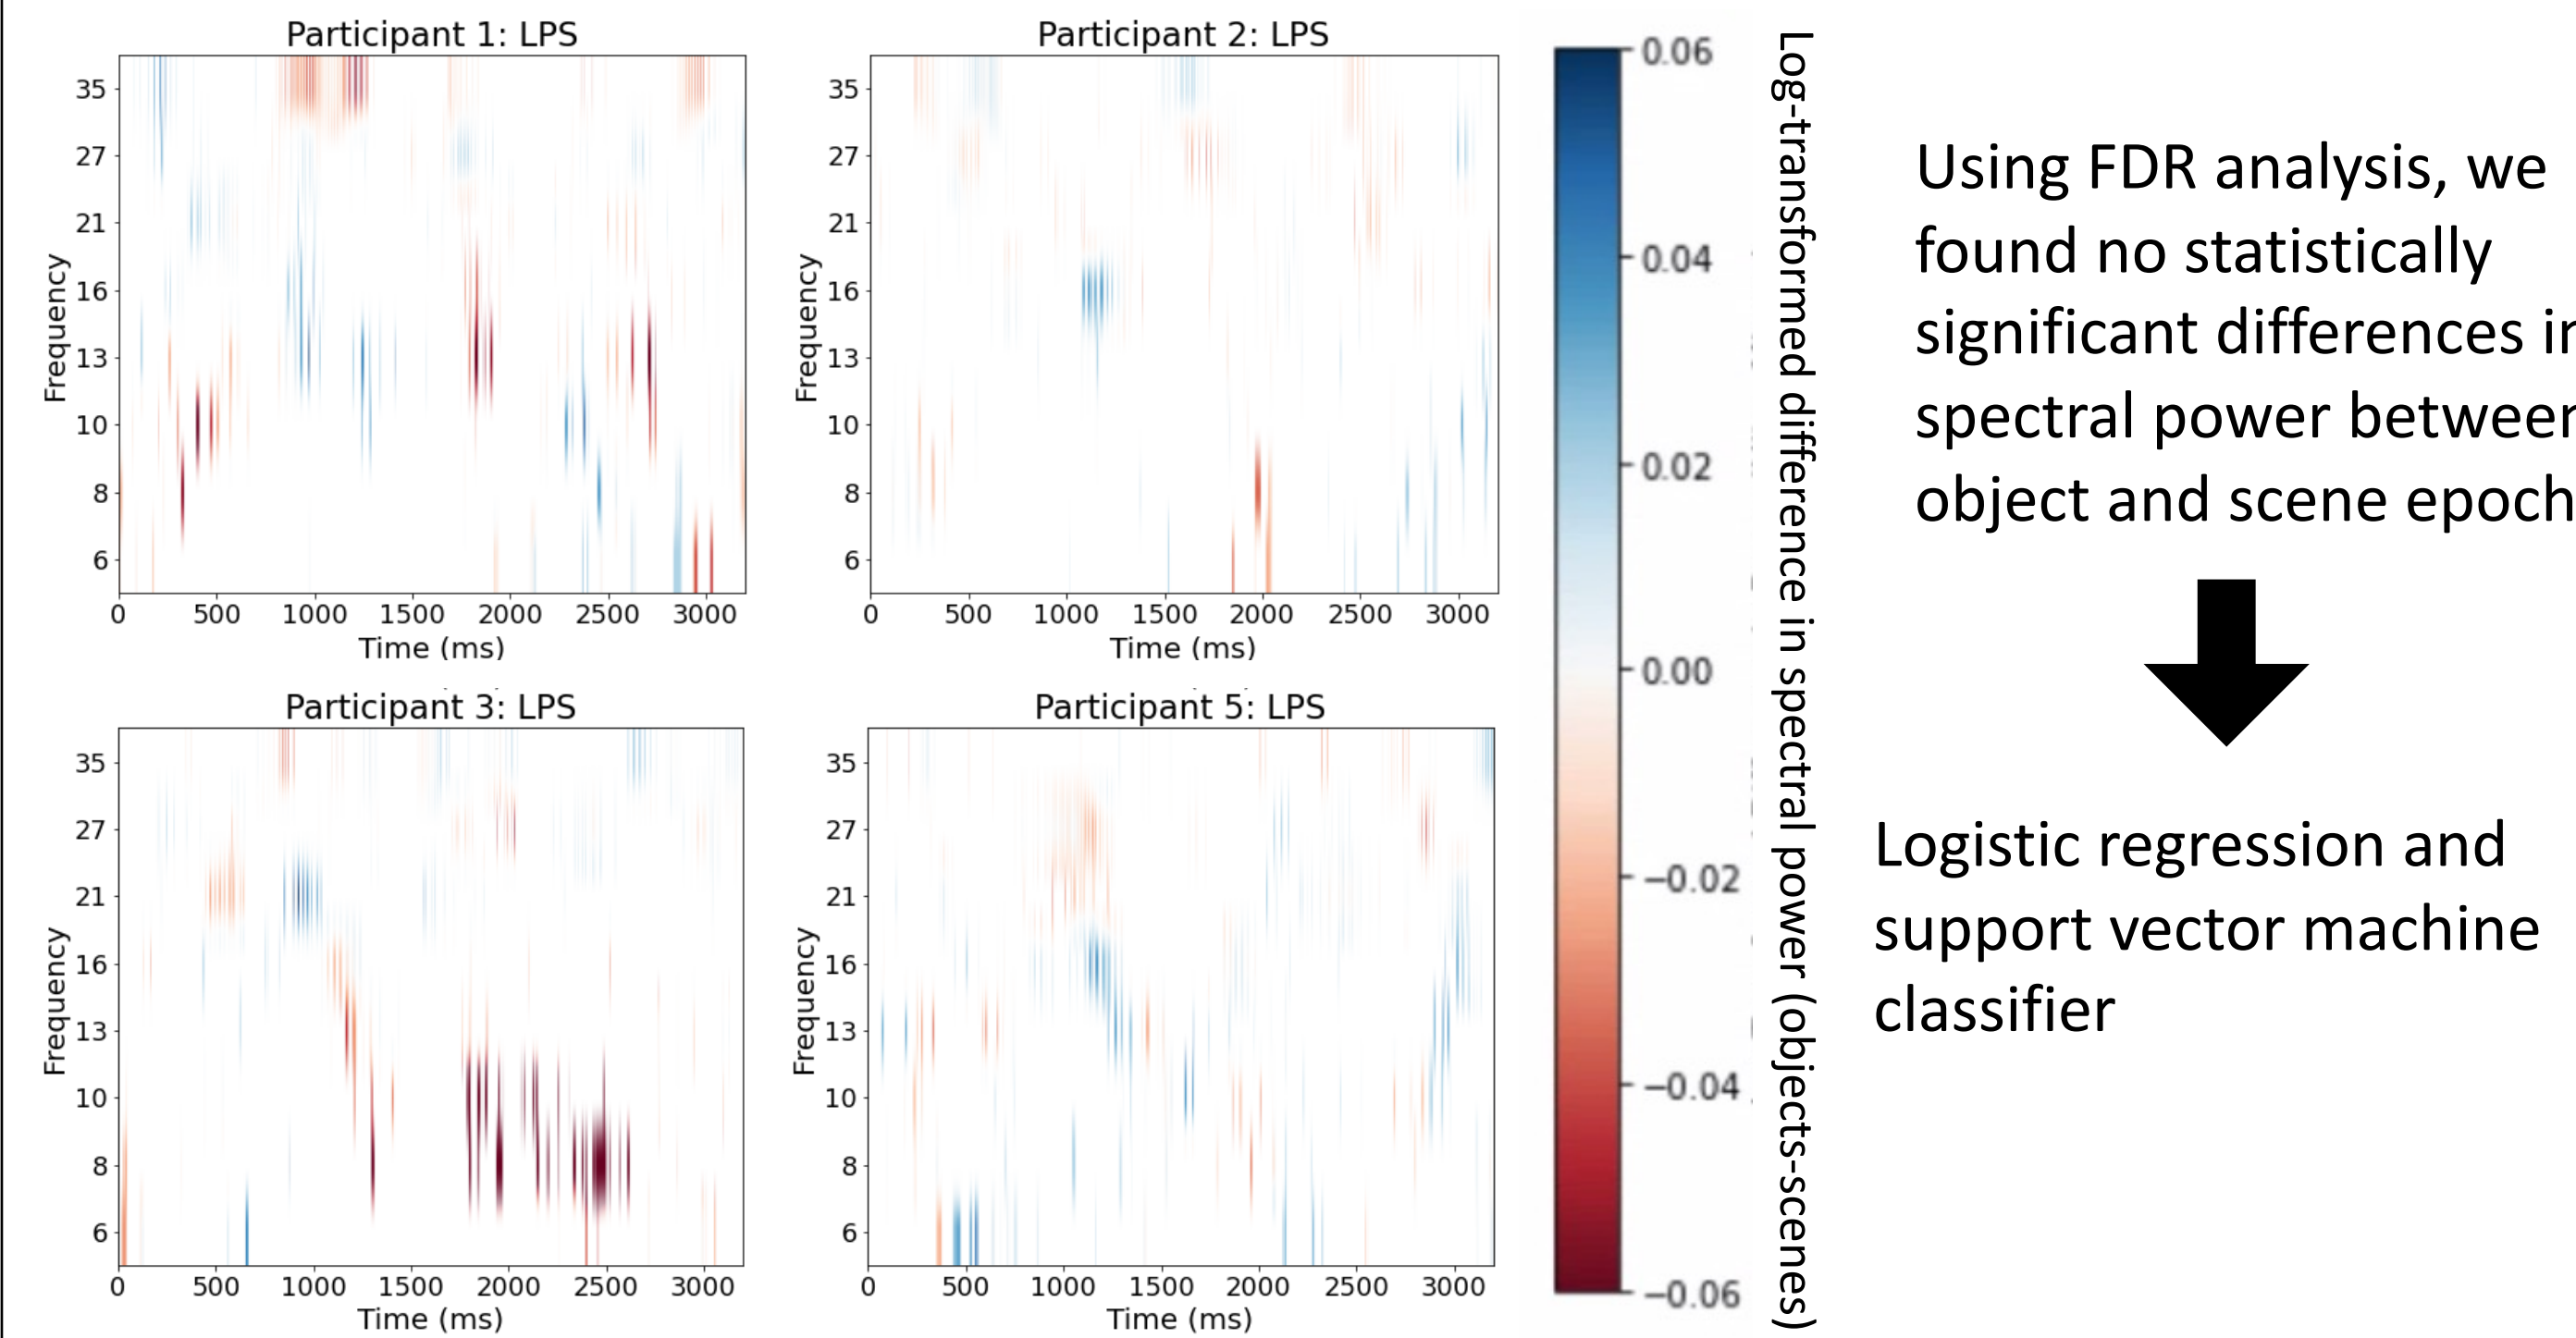 Participant 1: LPS
35
27
21
16
13
10
8
6
Frequency
0 500 1000 1500 2000 2500 3000
Time (ms)
Participant 2: LPS
35
27
21
16
13
10
8
6
Frequency
0 500 1000 1500 2000 2500 3000
Time (ms)
Participant 3: LPS
35
27
21
16
13
10
8
6
Frequency
0 500 1000 1500 2000 2500 3000
Time (ms)
Participant 5: LPS
35
27
21
16
13
10
8
6
Frequency
0 500 1000 1500 2000 2500 3000
Time (ms)
0.06
0.04
0.02
0.00
−0.02
−0.04
−0.06
Log-transformed difference in spectral power (objects-scenes)
Using FDR analysis, we
found no statistically
significant differences in
spectral power between
object and scene epoch
Logistic regression and
support vector machine
classifier